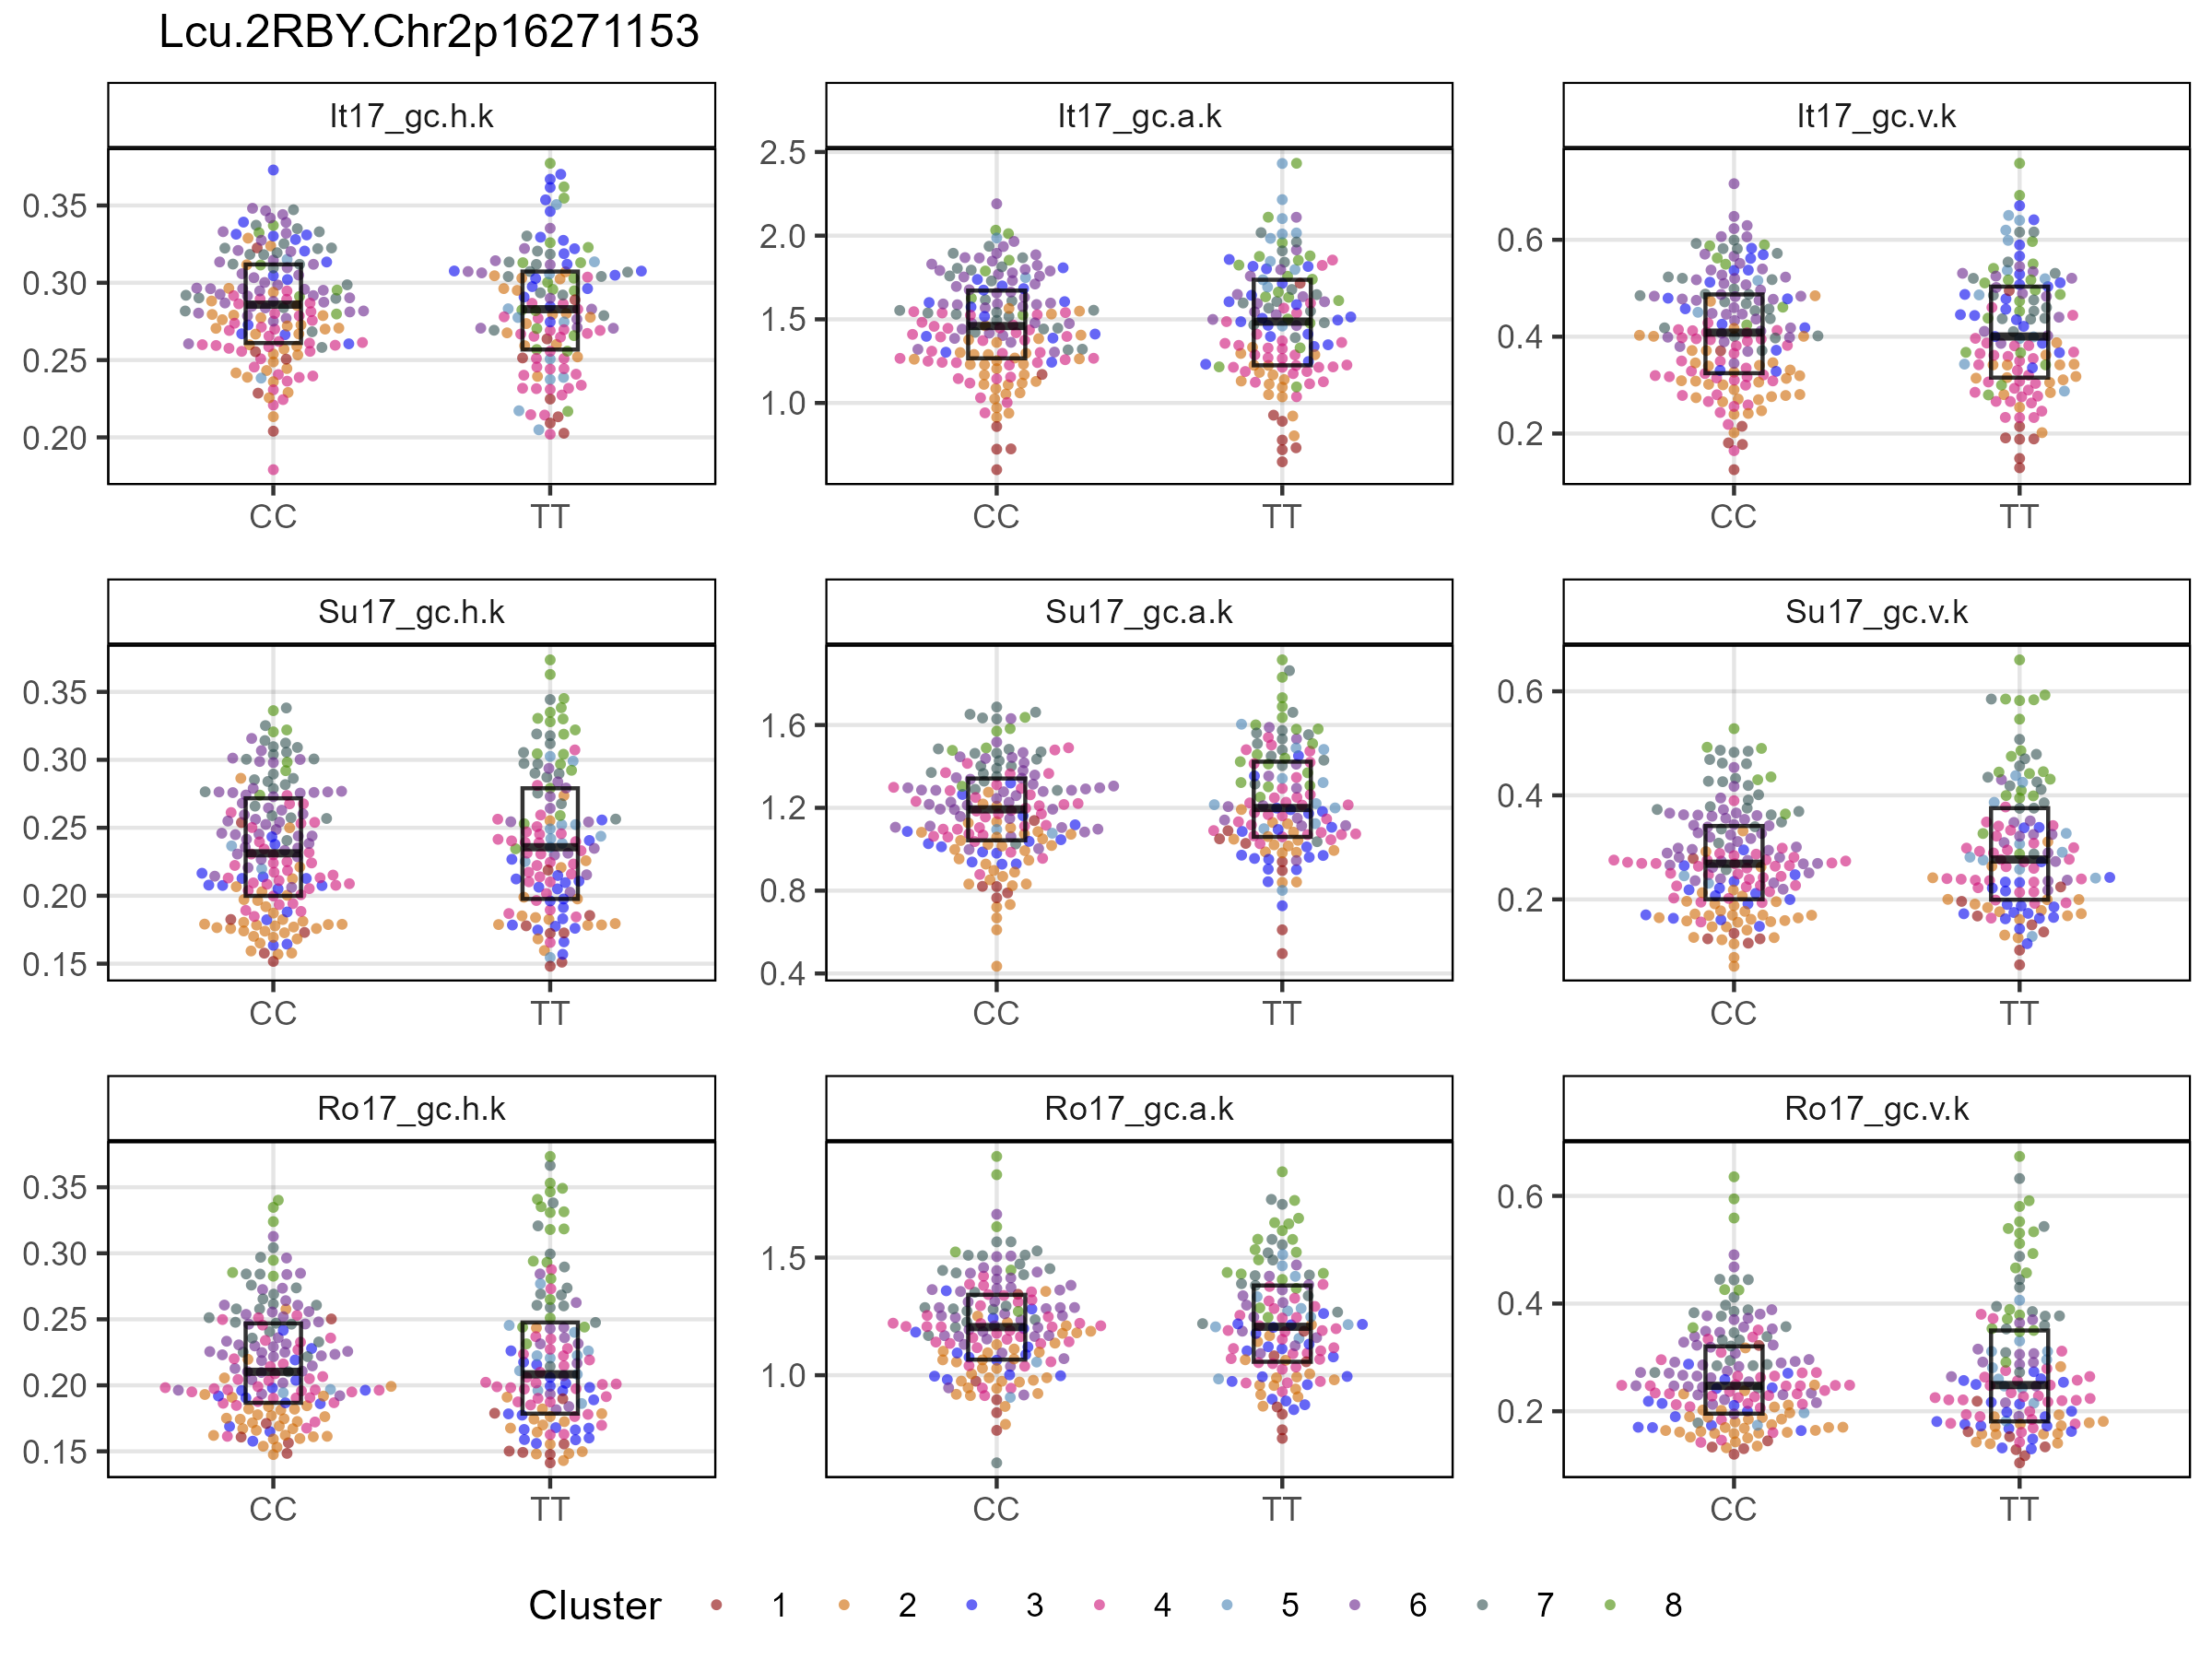 Lcu.2RBY.Chr2p16271153
It17_gc.h.k
It17_gc.a.k
It17_gc.v.k
0.35
0.30
0.25
0.20
CC TT
2.5
2.0
1.5
1.0
CC TT
0.6
0.4
0.2
CC TT
Su17_gc.h.k
Su17_gc.a.k
Su17_gc.v.k
0.35
0.30
0.25
0.20
0.15
CC TT
1.6
1.2
0.8
0.4
CC TT
0.6
0.4
0.2
CC TT
Ro17_gc.h.k
Ro17_gc.a.k
Ro17_gc.v.k
0.35
0.30
0.25
0.20
0.15
CC TT
1.5
1.0
CC TT
0.6
0.4
0.2
CC TT
Cluster 1 2 3 4 5 6 7 8